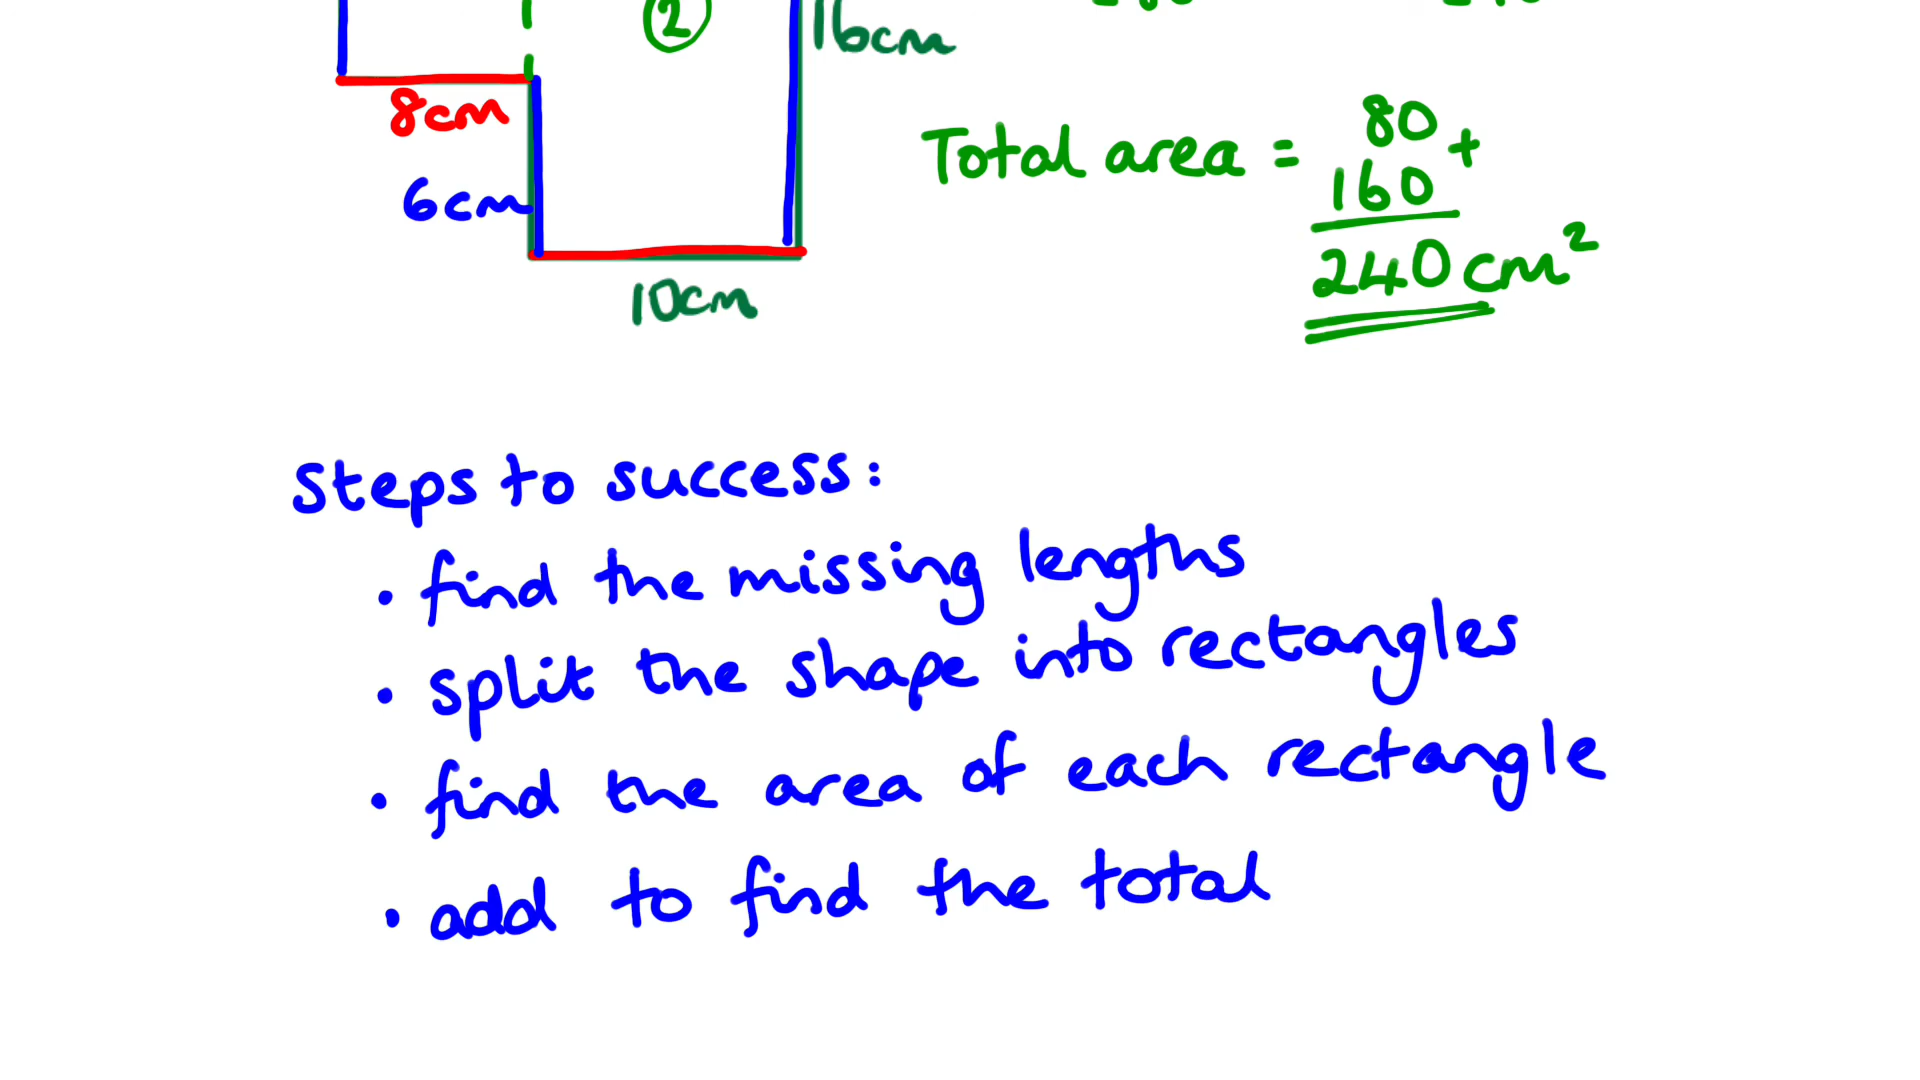 2
16cm
8cm
6cm
10cm
Total area = 80 +
160
240cm²
Steps to success:
• find the missing lengths
• split the shape into rectangles
• find the area of each rectangle
• add to find the total